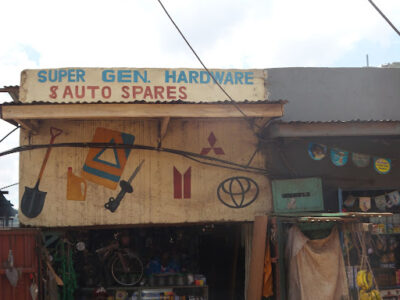 SUPER GEN. HARDWARE
& AUTO SPARES